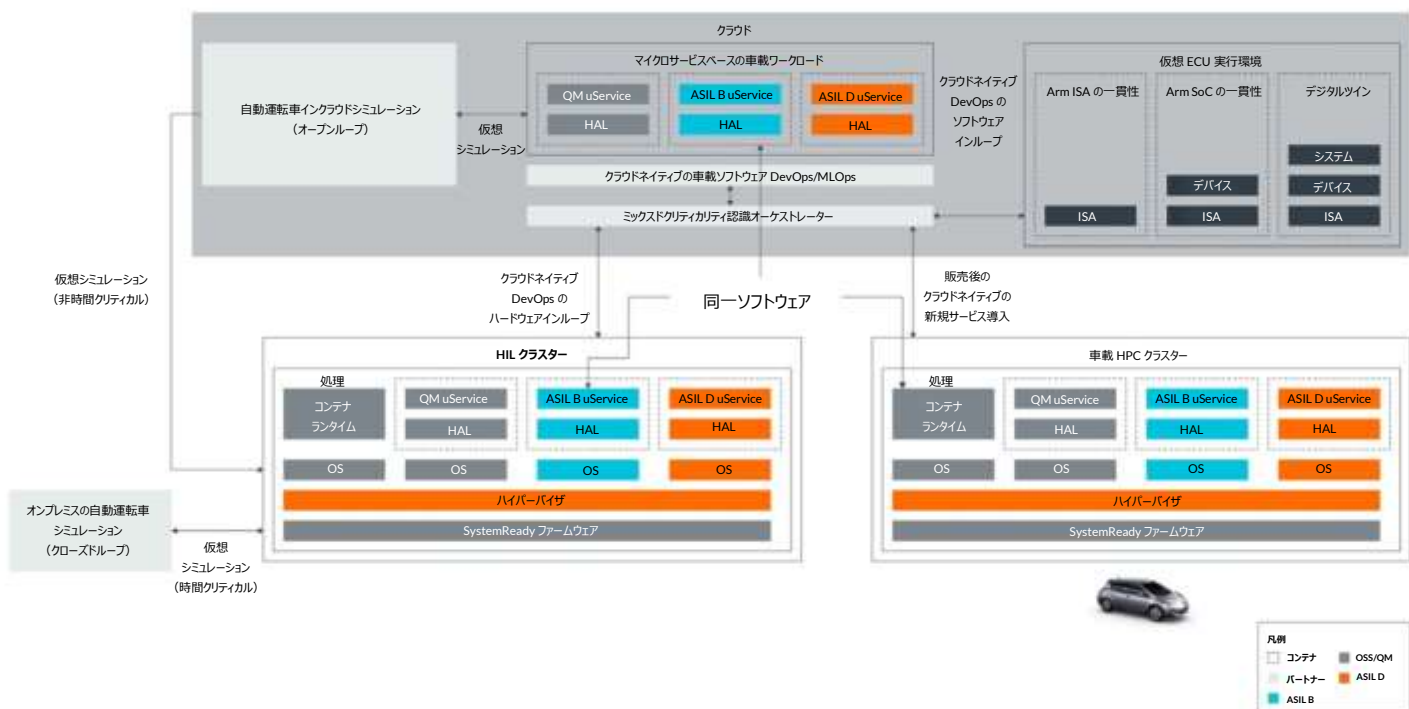 クラウド
自動運転車インクラウドシミュレーション
（オープンループ）
仮想
シミュレーション
マイクロサービスベースの車載ワークロード
QM uService
HAL
ASIL B uService
HAL
ASIL D uService
HAL
クラウドネイティブの車載ソフトウェア DevOps/MLOps
ミックスドクリティカリティ認識オーケストレーター
クラウドネイティブ
DevOps の
ソフトウェア
インループ
仮想 ECU 実行環境
Arm ISA の一貫性
ISA
Arm SoC の一貫性
デバイス
ISA
デジタルツイン
システム
デバイス
ISA
仮想シミュレーション
（非時間クリティカル）
クラウドネイティブ
DevOps の
ハードウェアインループ
同一ソフトウェア
販売後の
クラウドネイティブの
新規サービス導入
HIL クラスター
処理
コンテナ
ランタイム
QM uService
HAL
ASIL B uService
HAL
ASIL D uService
HAL
OS
OS
OS
OS
ハイパーバイザ
SystemReady ファームウェア
車載 HPC クラスター
処理
コンテナ
ランタイム
QM uService
HAL
ASIL B uService
HAL
ASIL D uService
HAL
OS
OS
OS
OS
ハイパーバイザ
SystemReady ファームウェア
オンプレミスの自動運転車
シミュレーション
（クローズドループ）
仮想
シミュレーション
（時間クリティカル）
凡例
コンテナ
OSS/QM
パートナー
ASIL D
ASIL B